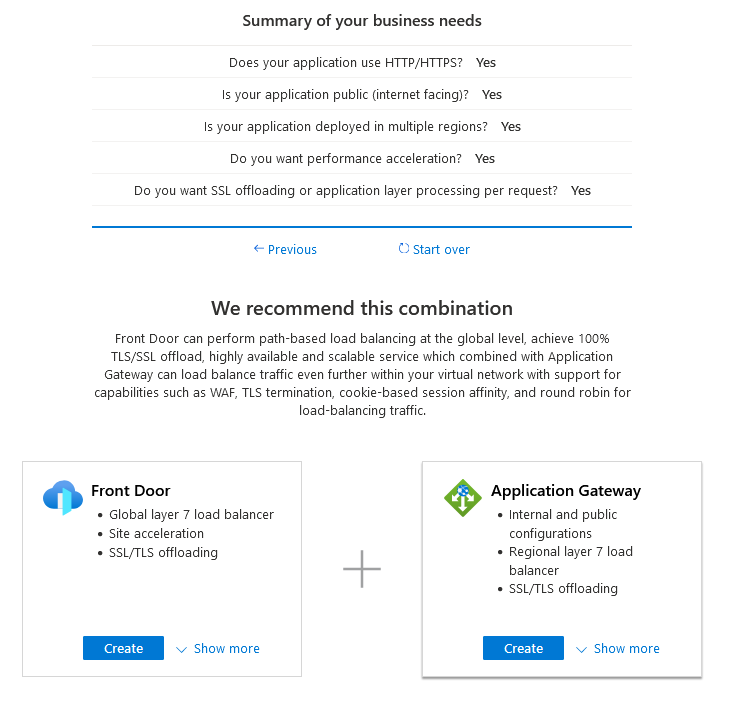 Summary of your business needs
Does your application use HTTP/HTTPS? Yes
Is your application public (internet facing)? Yes
Is your application deployed in multiple regions? Yes
Do you want performance acceleration? Yes
Do you want SSL offloading or application layer processing per request? Yes
Previous
Start over
We recommend this combination
Front Door can perform path-based load balancing at the global level, achieve 100%
TLS/SSL offload, highly available and scalable service which combined with Application
Gateway can load balance traffic even further within your virtual network with support for
capabilities such as WAF, TLS termination, cookie-based session affinity, and round robin for
load-balancing traffic.
Front Door
• Global layer 7 load balancer
• Site acceleration
• SSL/TLS offloading
Create
Show more
Application Gateway
• Internal and public
configurations
• Regional layer 7 load
balancer
• SSL/TLS offloading
Create
Show more